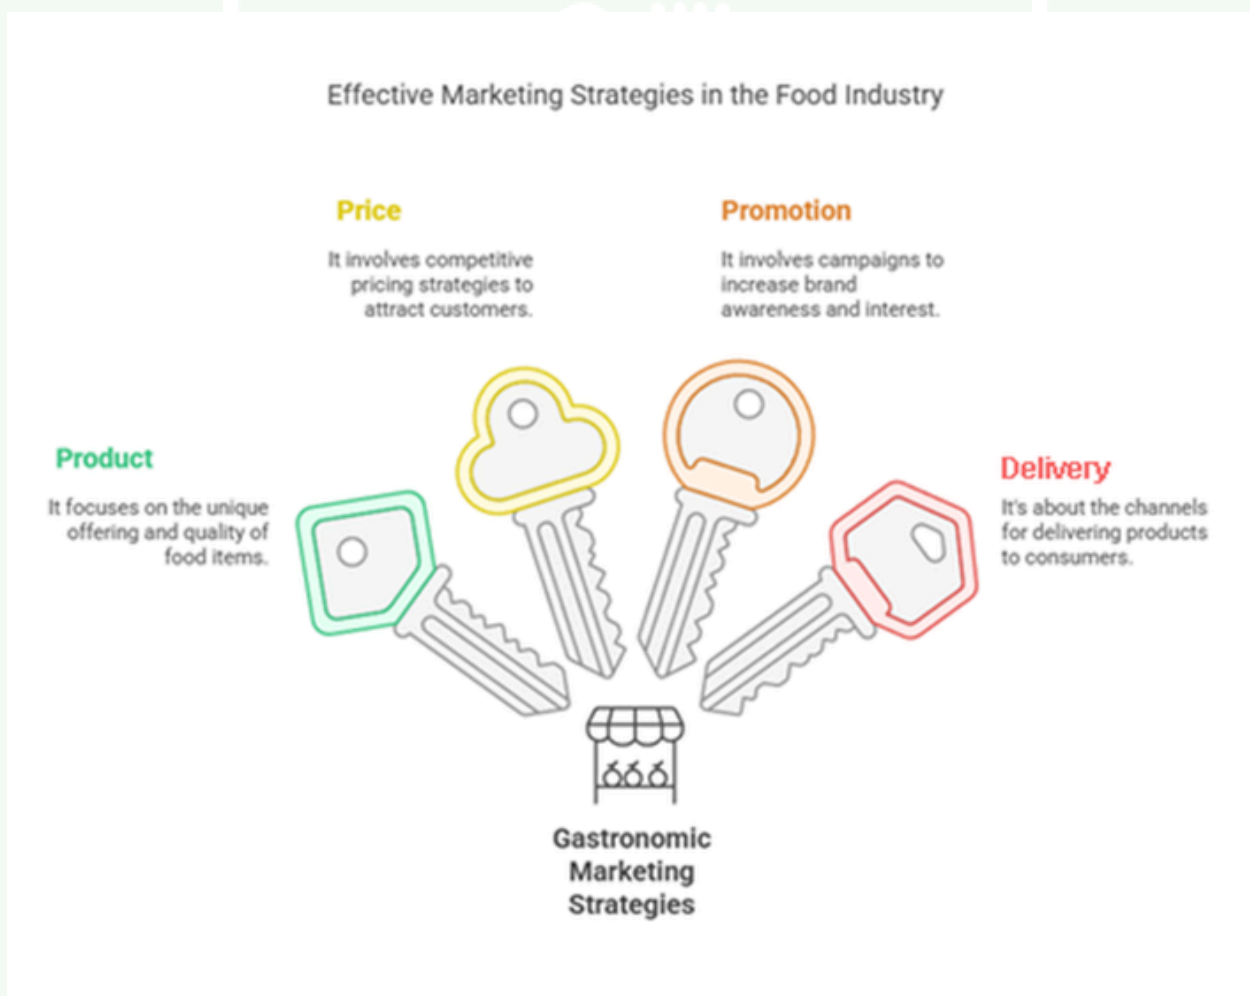 Effective Marketing Strategies in the Food Industry
Price
It involves competitive
pricing strategies to
attract customers.
Promotion
It involves campaigns to
increase brand
awareness and interest.
Product
It focuses on the unique
offering and quality of
food items.
Delivery
It's about the channels
for delivering products
to consumers.
Gastronomic
Marketing
Strategies